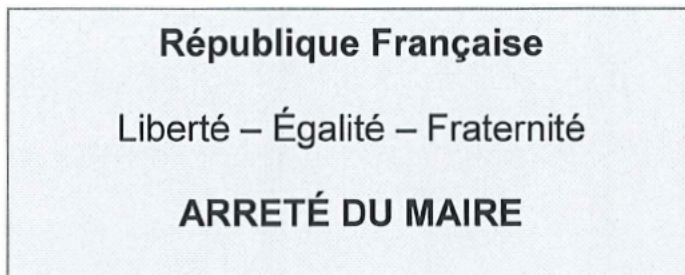 République Française
Liberté – Égalité – Fraternité
ARRETÉ DU MAIRE